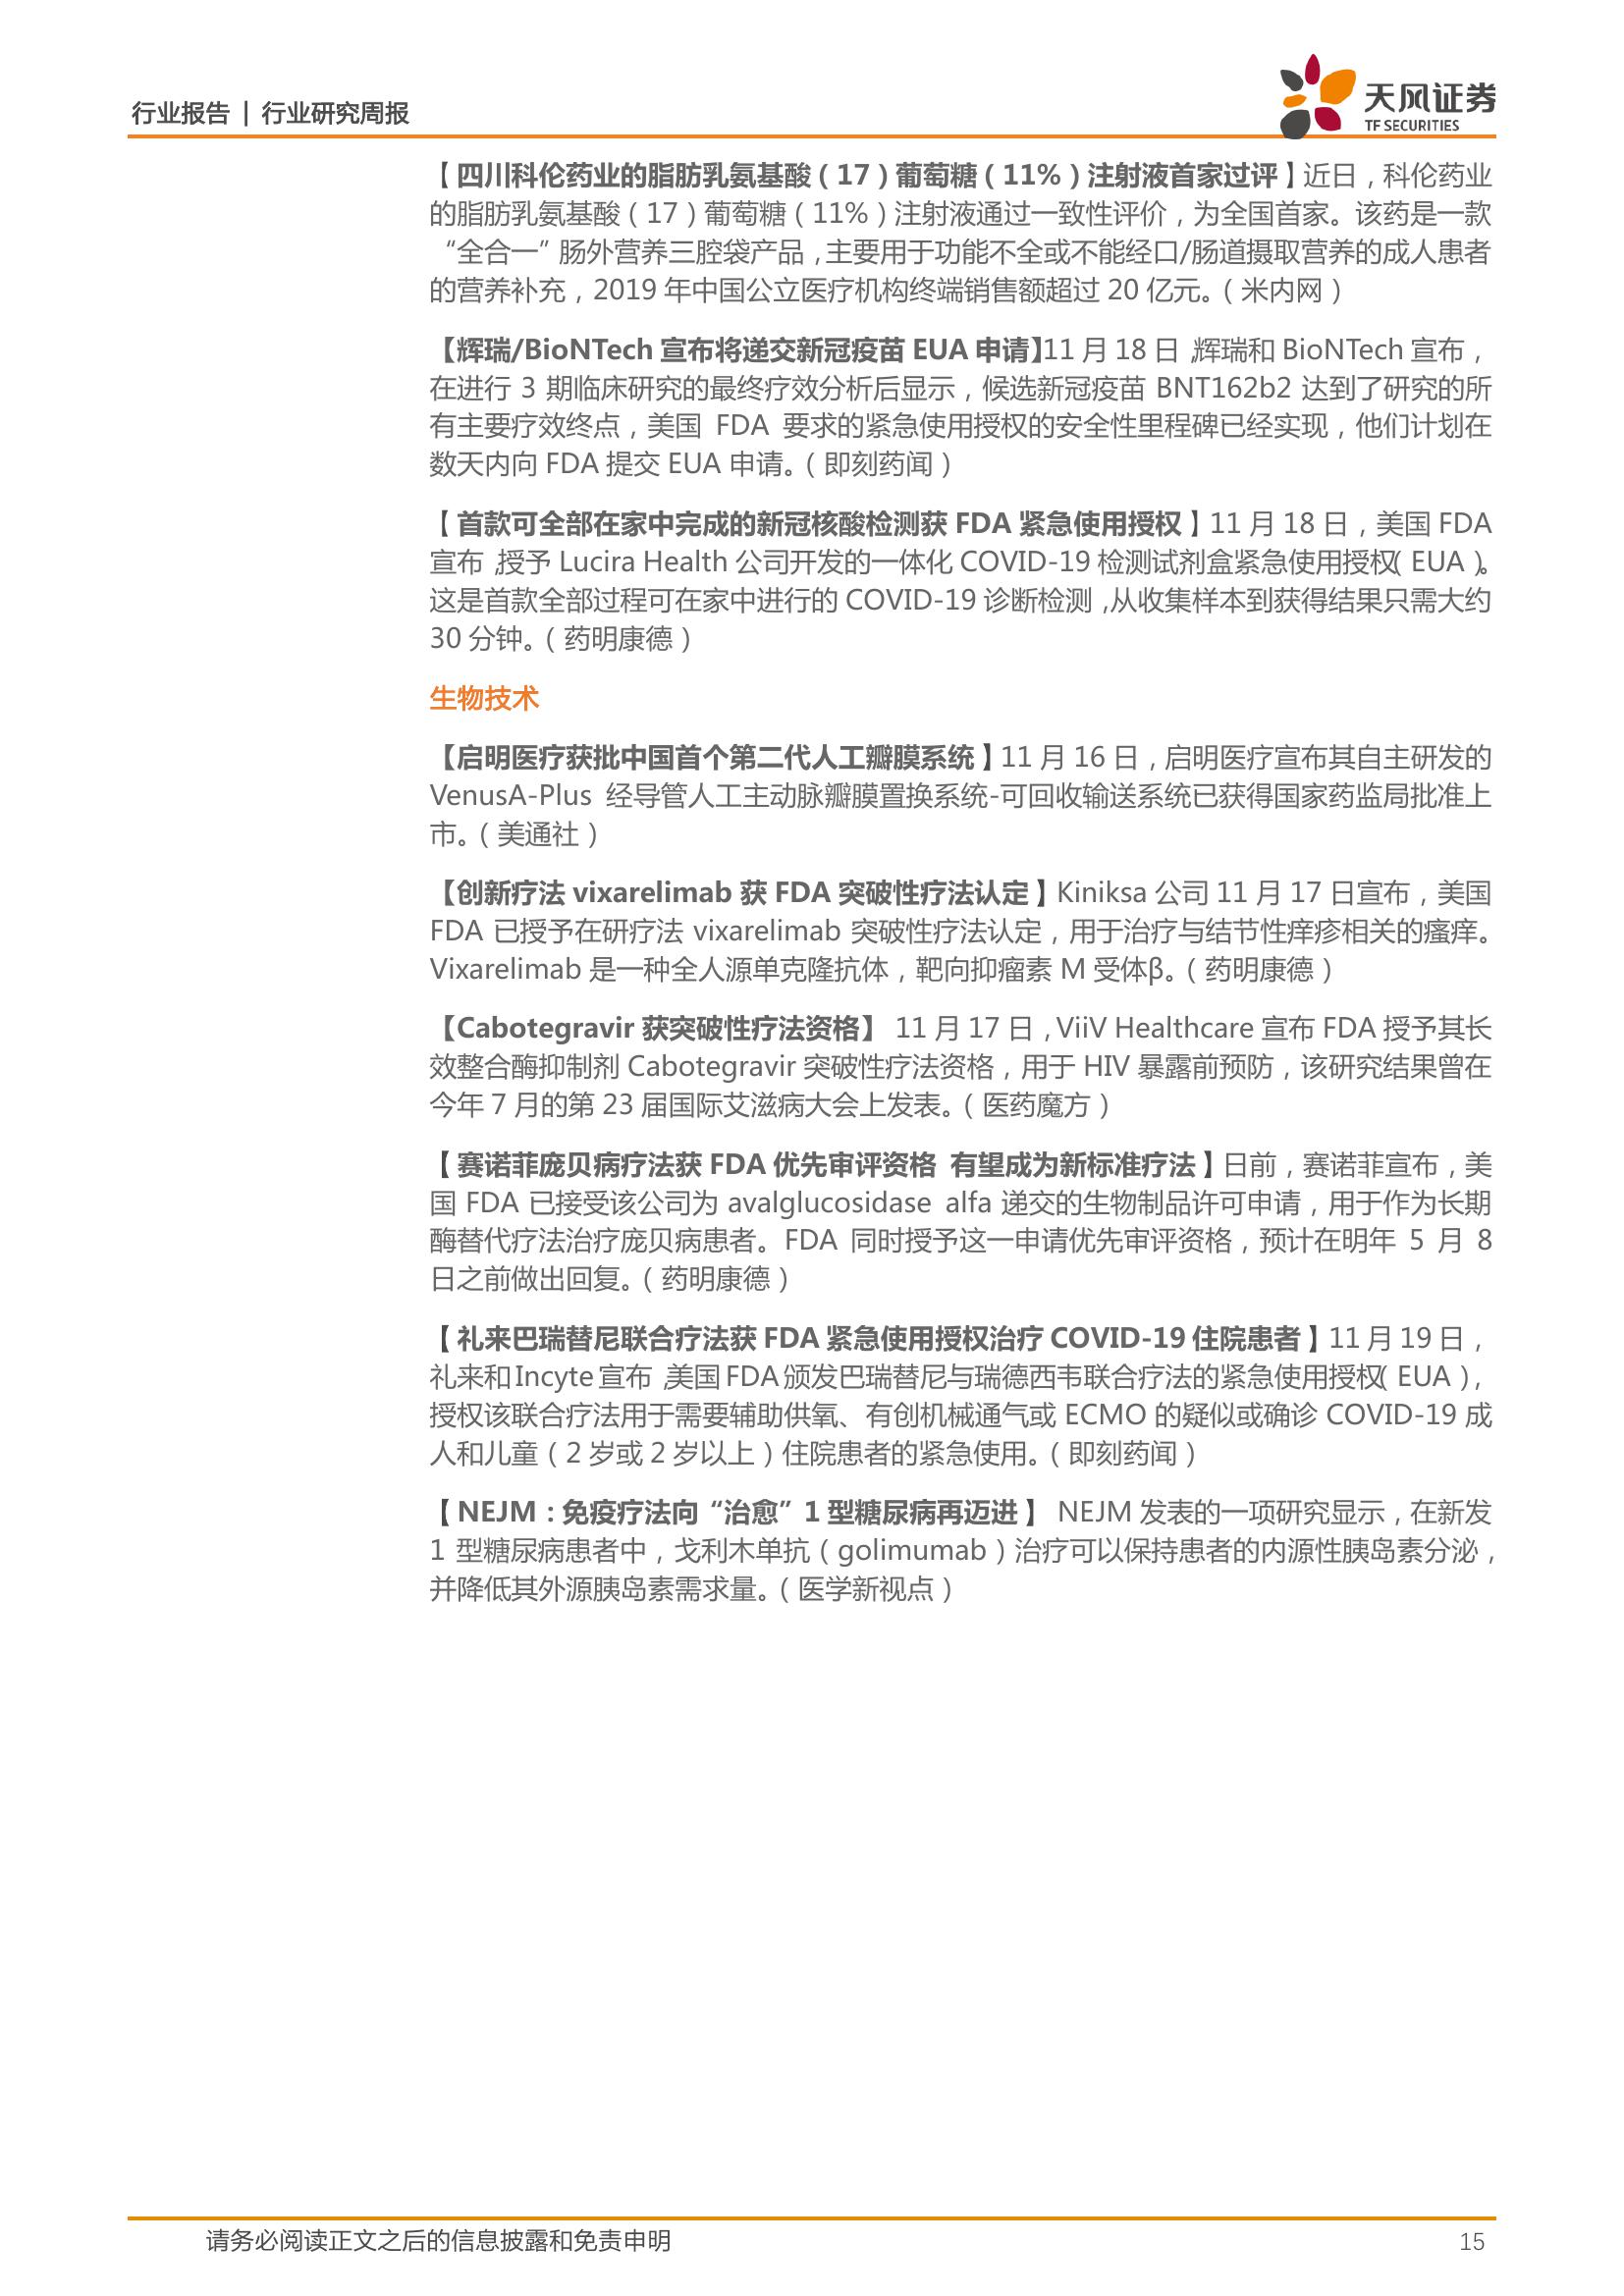 行业报告 | 行业研究周报
天风证券
TF SECURITIES
【四川科伦药业的脂肪乳氨基酸（17）葡萄糖（11%）注射液首家过评】近日，科伦药业
的脂肪乳氨基酸（17）葡萄糖（11%）注射液通过一致性评价，为全国首家。该药是一款
“全合一”肠外营养三腔袋产品，主要用于功能不全或不能经口/肠道摄取营养的成人患者
的营养补充，2019 年中国公立医疗机构终端销售额超过 20 亿元。（米内网）
【辉瑞/BioNTech 宣布将递交新冠疫苗 EUA 申请】11 月 18 日，辉瑞和 BioNTech 宣布，
在进行 3 期临床研究的最终疗效分析后显示，候选新冠疫苗 BNT162b2 达到了研究的所
有主要疗效终点，美国 FDA 要求的紧急使用授权的安全性里程碑已经实现，他们计划在
数天内向 FDA 提交 EUA 申请。（即刻药闻）
【首款可全部在家中完成的新冠核酸检测获 FDA 紧急使用授权】11 月 18 日，美国 FDA
宣布，授予 Lucira Health 公司开发的一体化 COVID-19 检测试剂盒紧急使用授权（EUA）。
这是首款全部过程可在家中进行的 COVID-19 诊断检测，从收集样本到获得结果只需大约
30 分钟。（药明康德）
生物技术
【启明医疗获批中国首个第二代人工瓣膜系统】11 月 16 日，启明医疗宣布其自主研发的
VenusA-Plus 经导管人工主动脉瓣膜置换系统-可回收输送系统已获得国家药监局批准上
市。（美通社）
【创新疗法 vixarelimab 获 FDA 突破性疗法认定】Kiniksa 公司 11 月 17 日宣布，美国
FDA 已授予在研疗法 vixarelimab 突破性疗法认定，用于治疗与结节性痒疹相关的瘙痒。
Vixarelimab 是一种全人源单克隆抗体，靶向抑瘤素 M 受体β。（药明康德）
【Cabotegravir 获突破性疗法资格】 11 月 17 日，ViiV Healthcare 宣布 FDA 授予其长
效整合酶抑制剂 Cabotegravir 突破性疗法资格，用于 HIV 暴露前预防，该研究结果曾在
今年 7 月的第 23 届国际艾滋病大会上发表。（医药魔方）
【赛诺菲庞贝病疗法获 FDA 优先审评资格 有望成为新标准疗法】日前，赛诺菲宣布，美
国 FDA 已接受该公司为 avalglucosidase alfa 递交的生物制品许可申请，用于作为长期
酶替代疗法治疗庞贝病患者。FDA 同时授予这一申请优先审评资格，预计在明年 5 月 8
日之前做出回复。（药明康德）
【礼来巴瑞替尼联合疗法获 FDA 紧急使用授权治疗 COVID-19 住院患者】11 月 19 日，
礼来和 Incyte 宣布，美国 FDA 颁发巴瑞替尼与瑞德西韦联合疗法的紧急使用授权（EUA），
授权该联合疗法用于需要辅助供氧、有创机械通气或 ECMO 的疑似或确诊 COVID-19 成
人和儿童（2 岁或 2 岁以上）住院患者的紧急使用。（即刻药闻）
【NEJM：免疫疗法向“治愈”1 型糖尿病再迈进】 NEJM 发表的一项研究显示，在新发
1 型糖尿病患者中，戈利木单抗（golimumab）治疗可以保持患者的内源性胰岛素分泌，
并降低其外源胰岛素需求量。（医学新视点）
请务必阅读正文之后的信息披露和免责申明
15